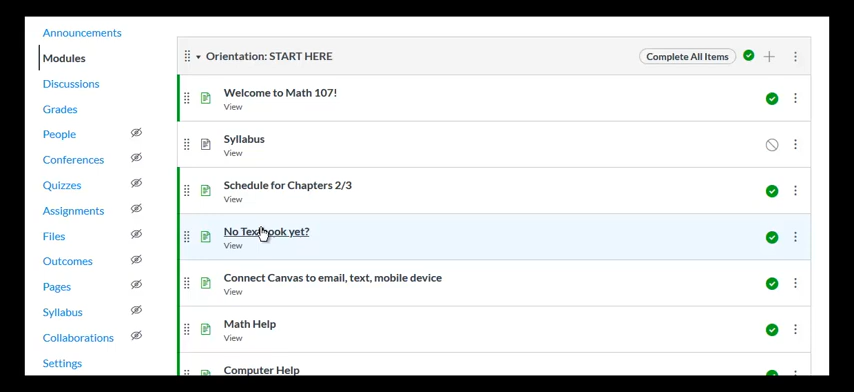 Announcements
Modules
Discussions
Grades
People
Conferences
Quizzes
Assignments
Files
Outcomes
Pages
Syllabus
Collaborations
Settings
Orientation: START HERE
Complete All Items
Welcome to Math 107!
View
Syllabus
View
Schedule for Chapters 2/3
View
No Textbook yet?
View
Connect Canvas to email, text, mobile device
View
Math Help
View
Computer Help